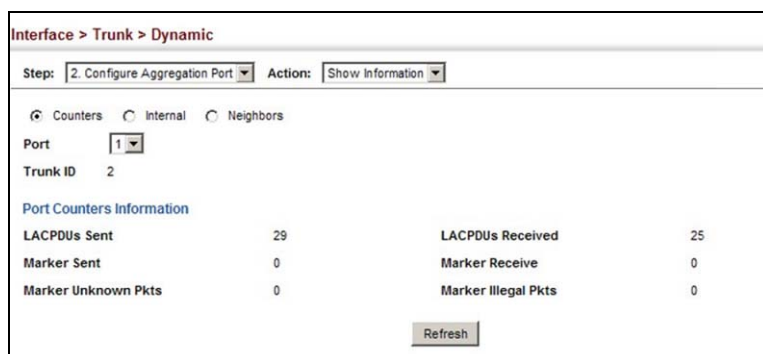 Interface > Trunk > Dynamic
Step: 2. Configure Aggregation Port Action: Show Information
Counters Internal Neighbors
Port 1
Trunk ID 2
Port Counters Information
LACPDUs Sent 29 LACPDUs Received 25
Marker Sent 0 Marker Receive 0
Marker Unknown Pkts 0 Marker Illegal Pkts 0
Refresh